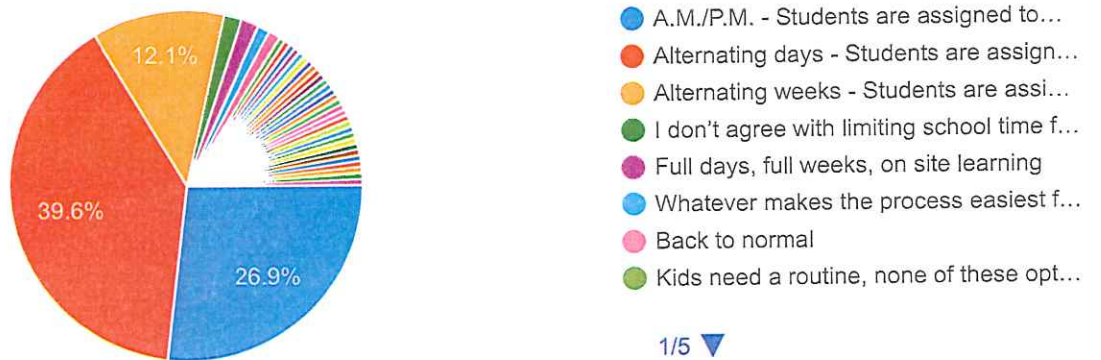 12.1%
39.6%
26.9%
A.M./P.M. - Students are assigned to...
Alternating days - Students are assign...
Alternating weeks - Students are assi...
I don't agree with limiting school time f...
Full days, full weeks, on site learning
Whatever makes the process easiest f...
Back to normal
Kids need a routine, none of these opt...
1/5